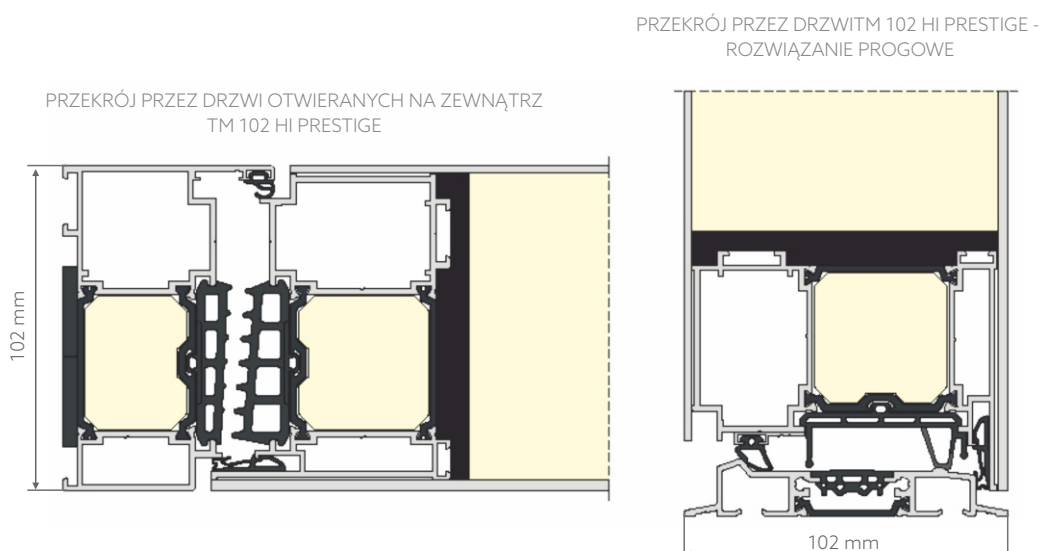 PRZEKRÓJ PRZEZ DRZWITM 102 HI PRESTIGE -
ROZWIĄZANIE PROGOWE
PRZEKRÓJ PRZEZ DRZWI OTWIERANYCH NA ZEWNĄTRZ
TM 102 HI PRESTIGE
102 mm
102 mm